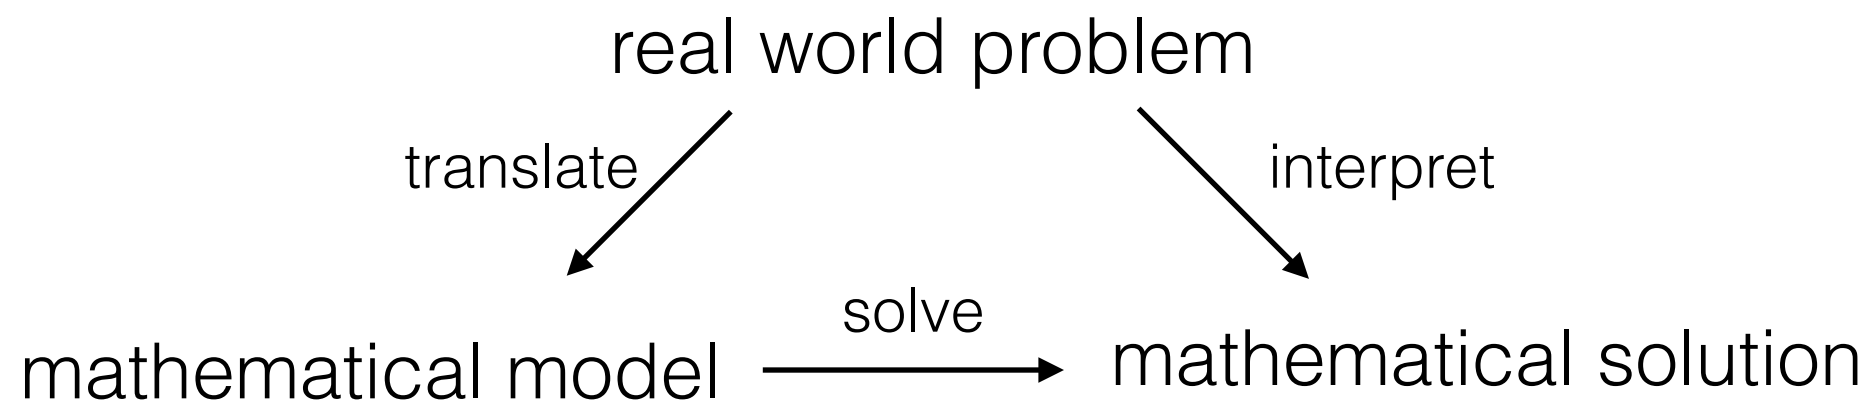 real world problem
translate
interpret
solve
mathematical model
mathematical solution